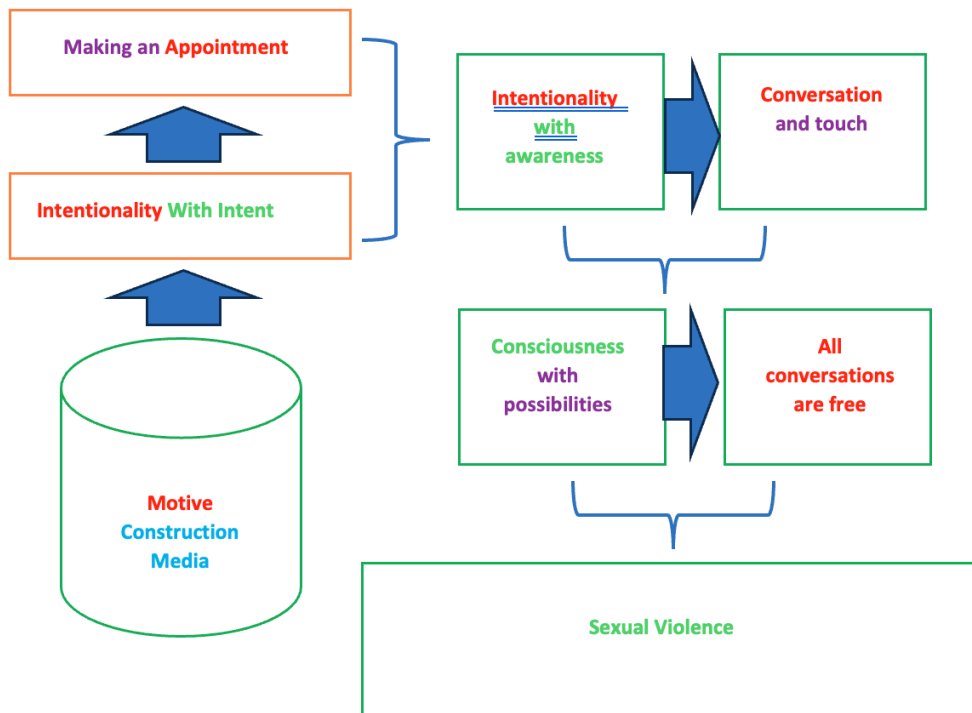 Making an Appointment
Intentionality With Intent
Motive
Construction
Media
Intentionality
with
awareness
Conversation
and touch
Consciousness
with
possibilities
All
conversations
are free
Sexual Violence